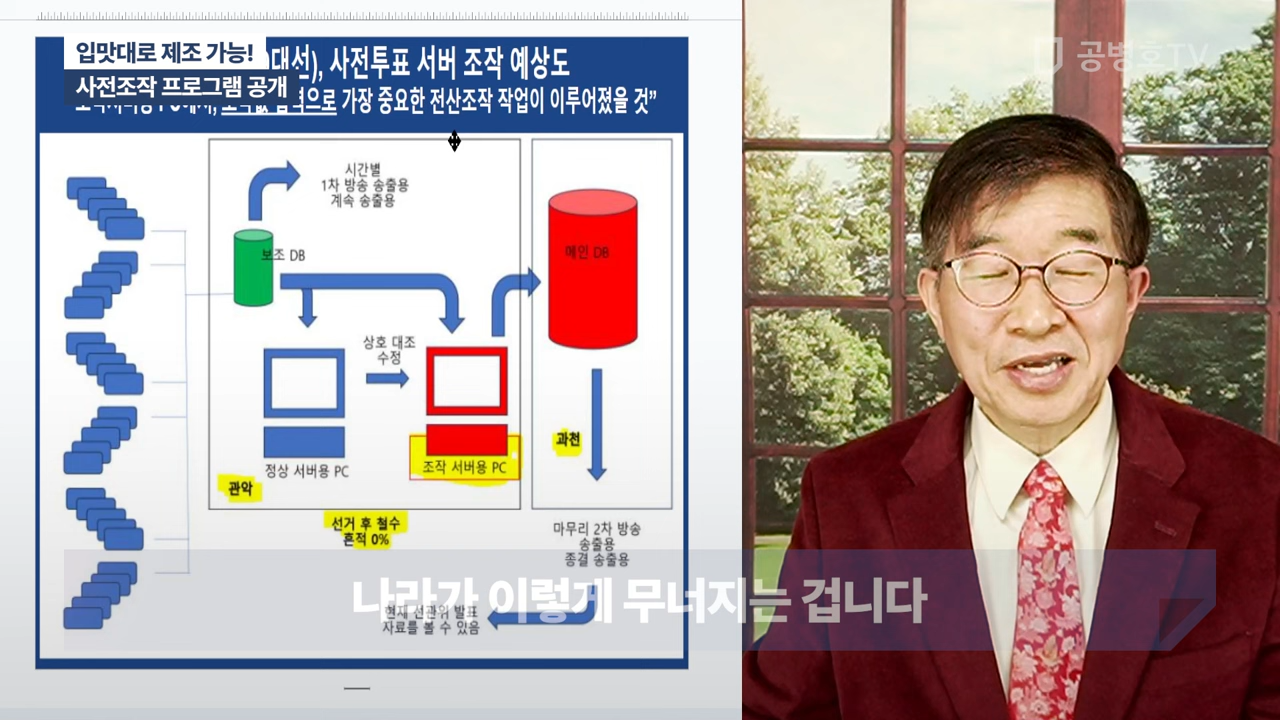 입맛대로 제조 가능!
사전조작 프로그램 공개
대선), 사전투표 서버 조작 예상도
으로 가장 중요한 전산조작 작업이 이루어졌을 것”
공병호TV
시간별
1차 방송 송출용
계속 송출용
보조 DB
메인 DB
상호 대조
수정
과천
정상 서버용 PC
조작 서버용 PC
관악
선거 후 철수
흔적 0%
마무리 2차 방송
송출용
종결 송출용
나라가 이렇게 무너지는 겁니다
현재 선관위 발표
자료를 볼 수 있음